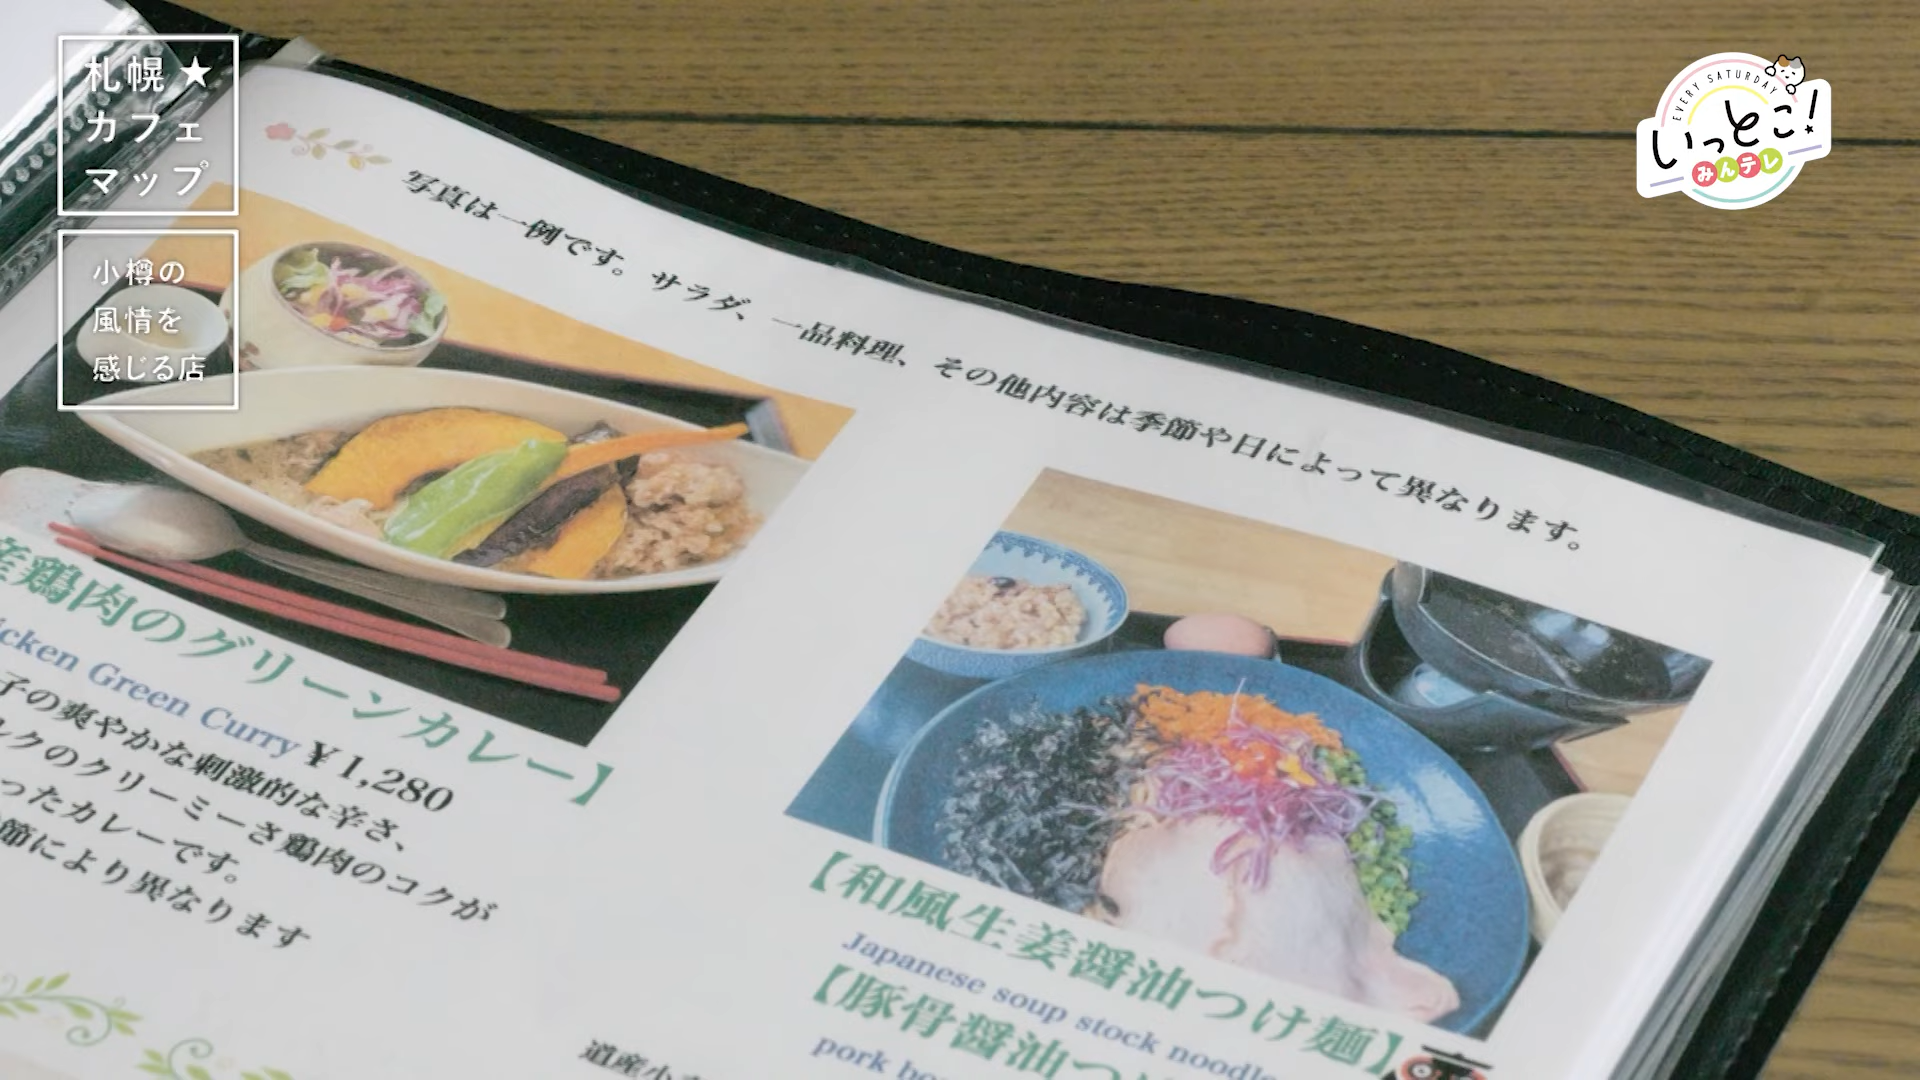 札幌★
カフェ
マップ
小樽の
風情を
感じる店
EVERY SATURDAY
いっとこ!
みんテレ
写真は一例です。サラダ、一品料理、その他内容は季節や日によって異なります。
産鶏肉のグリーンカレー】
icken Green Curry ¥1,280
子の爽やかな刺激的な辛さ、
ルクのクリーミーさ鶏肉のコクが
ったカレーです。
節により異なります
【和風生姜醤油つけ麺】
Japanese soup stock noodle
【豚骨醤油つけ
pork bo
道産小